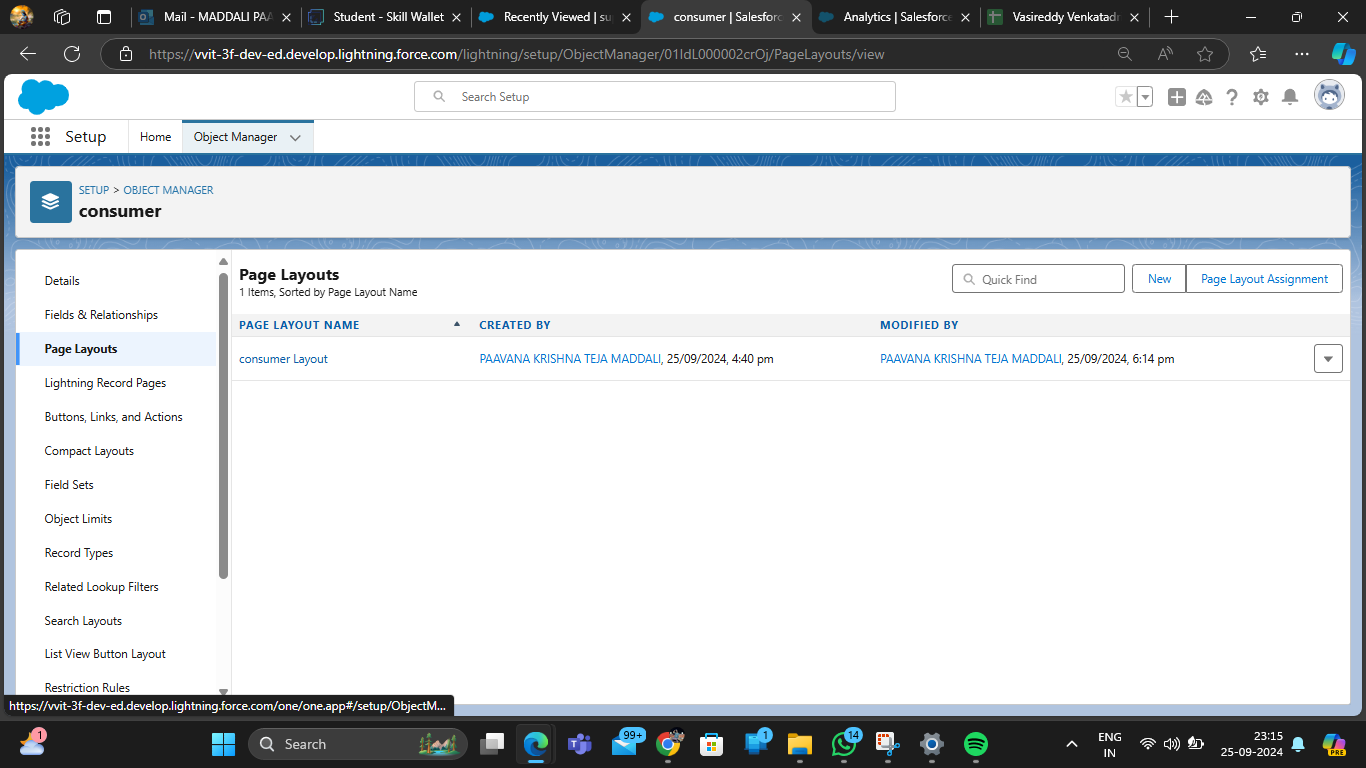 Mail - MADDALI PAA
Student - Skill Wallet
Recently Viewed | su
consumer | Salesforc
Analytics | Salesforce
Vasireddy Venkatadr
https://vvit-3f-dev-ed.develop.lightning.force.com/lightning/setup/ObjectManager/01IdL000002crOj/PageLayouts/view
Search Setup
Setup
Home
Object Manager
SETUP > OBJECT MANAGER
consumer
Details
Fields & Relationships
Page Layouts
Lightning Record Pages
Buttons, Links, and Actions
Compact Layouts
Field Sets
Object Limits
Record Types
Related Lookup Filters
Search Layouts
List View Button Layout
Restriction Rules
Page Layouts
1 Items, Sorted by Page Layout Name
Quick Find
New
Page Layout Assignment
PAGE LAYOUT NAME
CREATED BY
MODIFIED BY
consumer Layout
PAAVANA KRISHNA TEJA MADDALI, 25/09/2024, 4:40 pm
PAAVANA KRISHNA TEJA MADDALI, 25/09/2024, 6:14 pm
https://vvit-3f-dev-ed.develop.lightning.force.com/one/one.app#/setup/ObjectM...
1
Search
99+
1
14
ENG
IN
23:15
25-09-2024
PRE